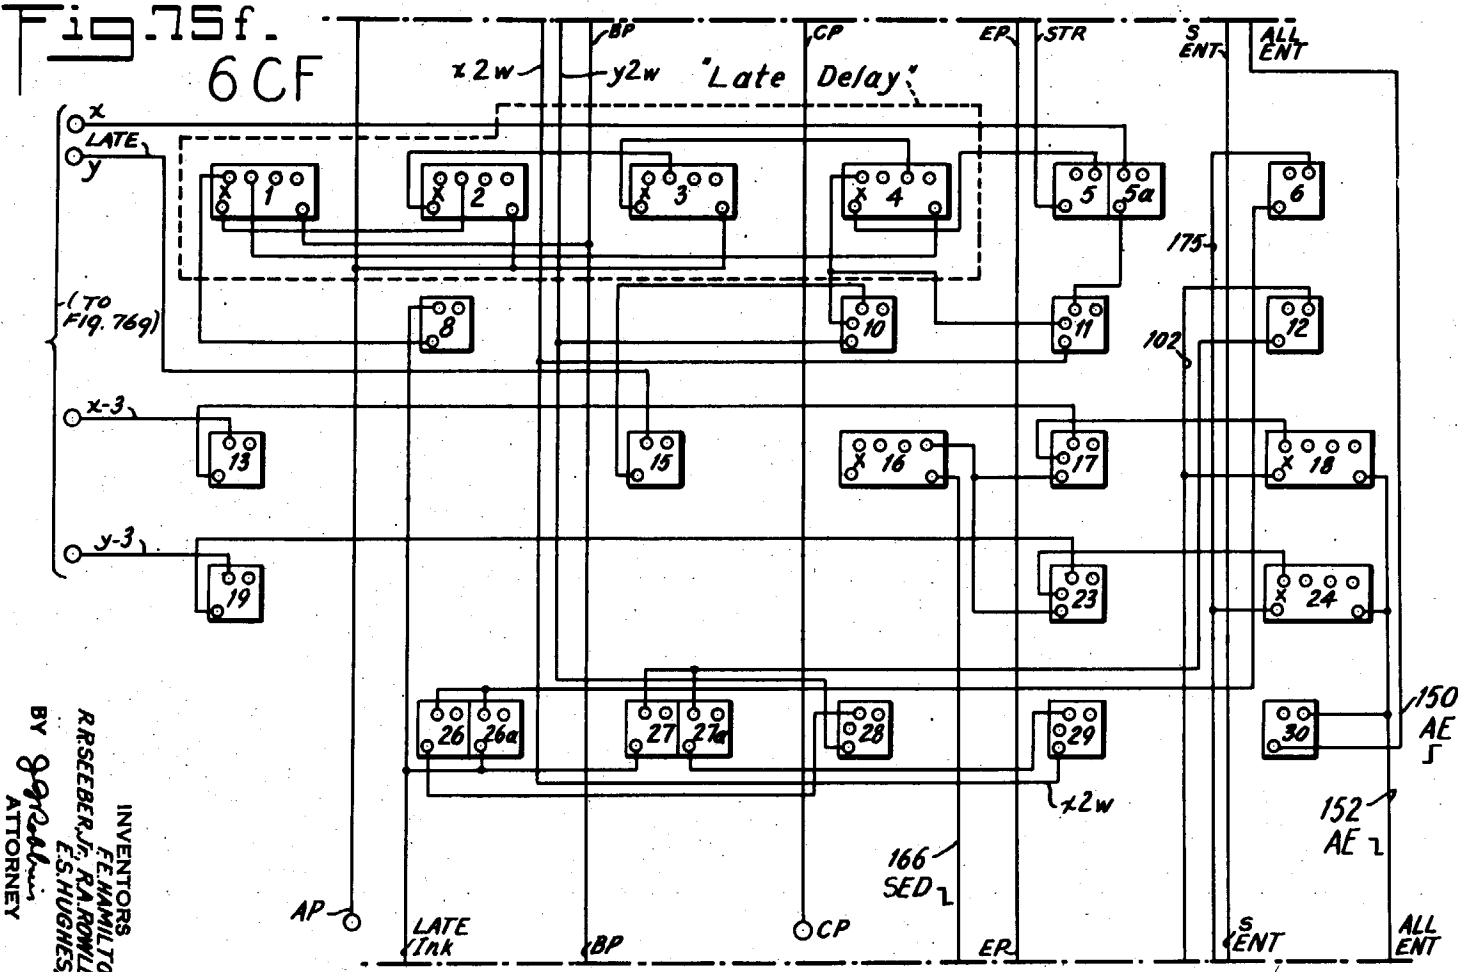 Fig. 75f.
6 CF
BP
CP
EP
STR
S
ENT
ALL
ENT
x2w
y2w
"Late Delay"
x
LATE
y
1
2
3
4
5
5a
6
x
x
x
x
175
(TO
FIG. 76g)
8
10
11
12
102
x-3
13
15
16
17
18
x
x
y-3
19
23
24
x
26
26a
27
27a
28
29
30
150
AE
x2w
152
AE
166
SED
AP
LATE
Ink
BP
CP
EP
S
ENT
ALL
ENT
INVENTORS
F.E. HAMILTO
R.R. SEEBER, Jr. R.A. ROWL
E.S. HUGHES
BY
ATTORNEY